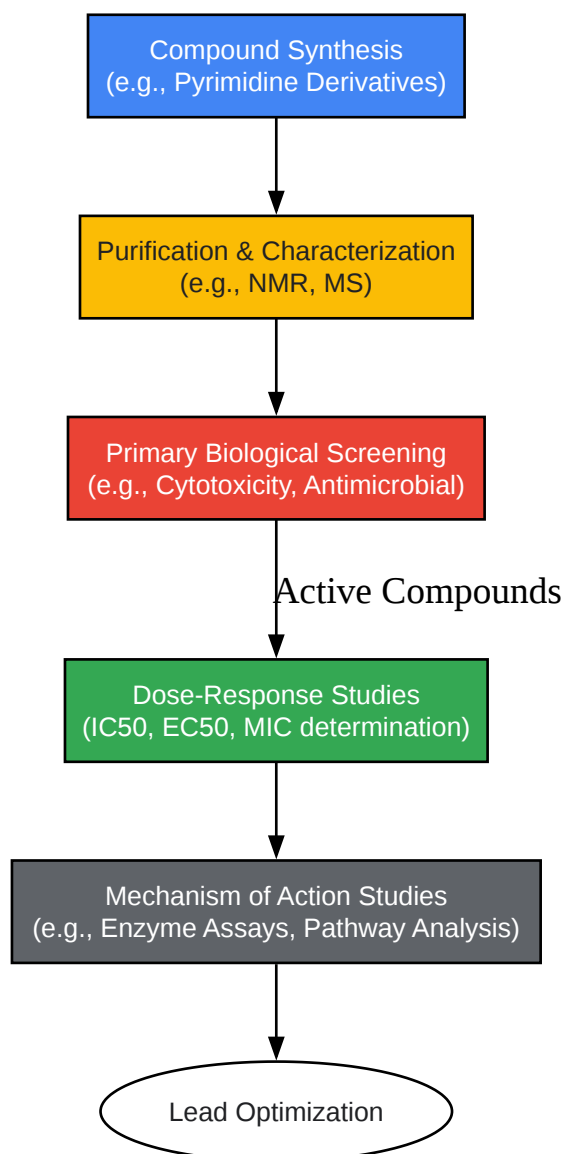 Compound Synthesis
(e.g., Pyrimidine Derivatives)
Purification & Characterization
(e.g., NMR, MS)
Primary Biological Screening
(e.g., Cytotoxicity, Antimicrobial)
Active Compounds
Dose-Response Studies
(IC50, EC50, MIC determination)
Mechanism of Action Studies
(e.g., Enzyme Assays, Pathway Analysis)
Lead Optimization